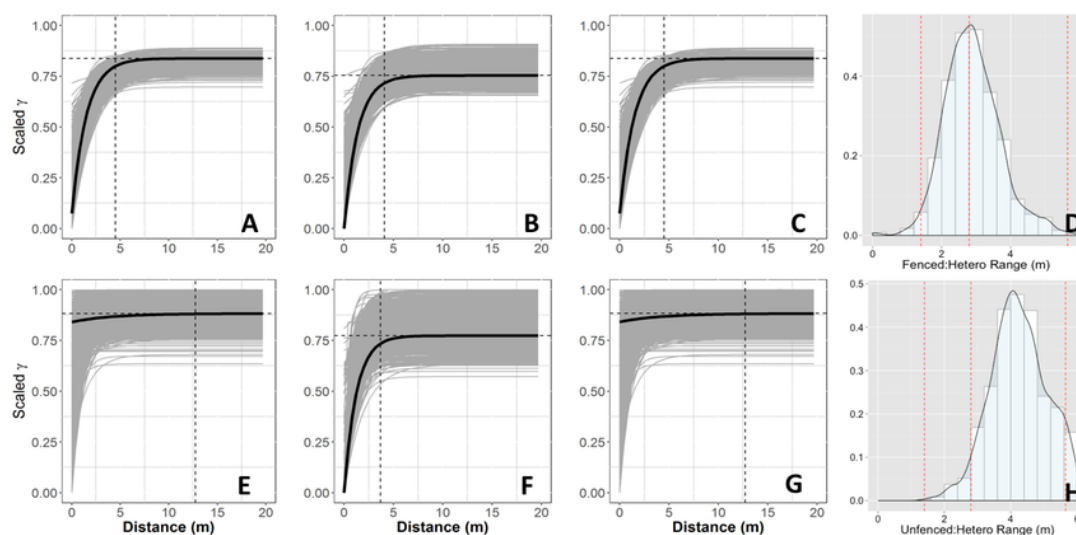 Scaled γ
1.00
0.75
0.50
0.25
0.00
0 5 10 15 20
A
1.00
0.75
0.50
0.25
0.00
0 5 10 15 20
B
1.00
0.75
0.50
0.25
0.00
0 5 10 15 20
C
0.4
0.2
0.0
0 2 4
D
Fenced:Hetero Range (m)
Scaled γ
1.00
0.75
0.50
0.25
0.00
0 5 10 15 20
E
Distance (m)
1.00
0.75
0.50
0.25
0.00
0 5 10 15 20
F
Distance (m)
1.00
0.75
0.50
0.25
0.00
0 5 10 15 20
G
Distance (m)
0.5
0.4
0.3
0.2
0.1
0.0
0 2 4 6
H
Unfenced:Hetero Range (m)